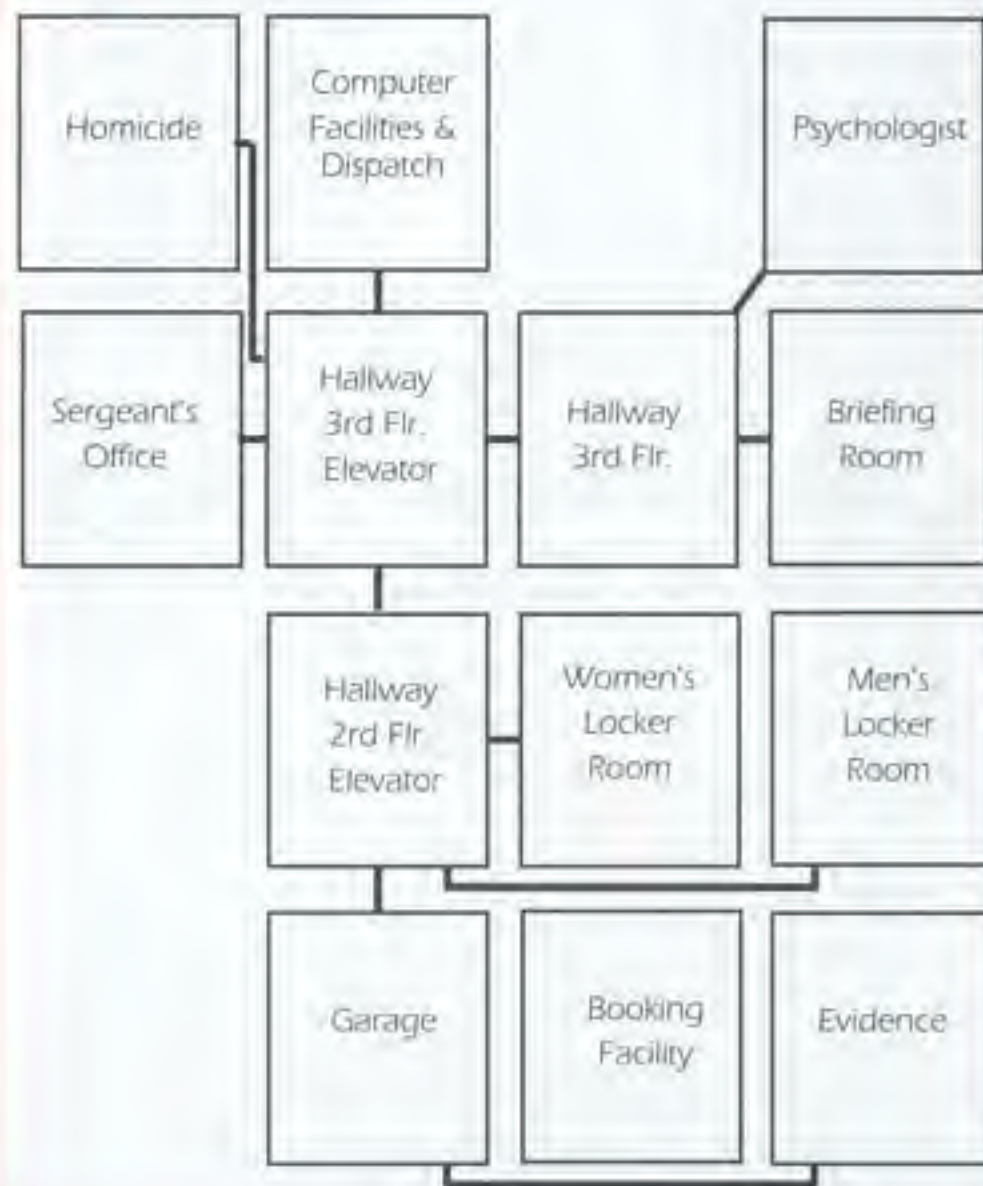 Homicide
Computer
Facilities &
Dispatch
Psychologist
Sergeant's
Office
Hallway
3rd Flr.
Elevator
Hallway
3rd Flr.
Briefing
Room
Hallway
2rd Flr
Elevator
Women's
Locker
Room
Men's
Locker
Room
Garage
Booking
Facility
Evidence